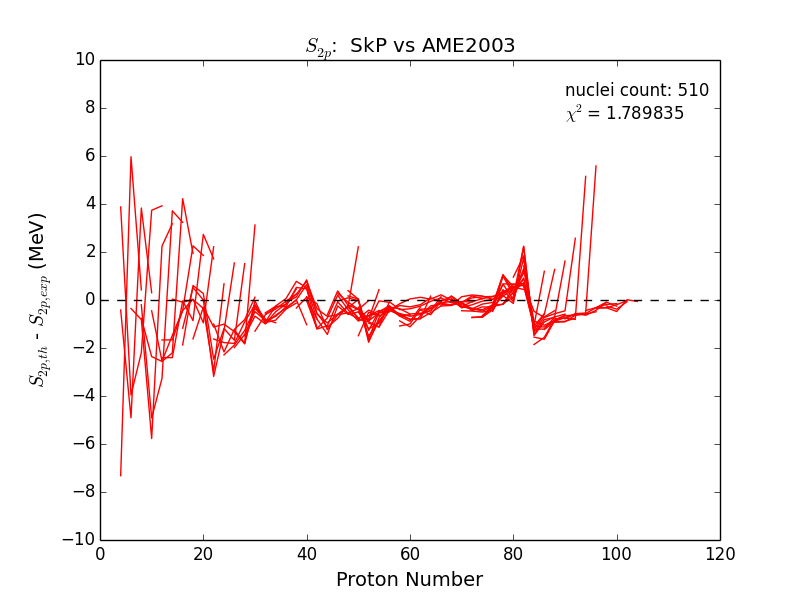 S2p: SkP vs AME2003
nuclei count: 510
χ2 = 1.789835
S2p,th - S2p,exp (MeV)
10
8
6
4
2
0
−2
−4
−6
−8
−10
0 20 40 60 80 100 120
Proton Number